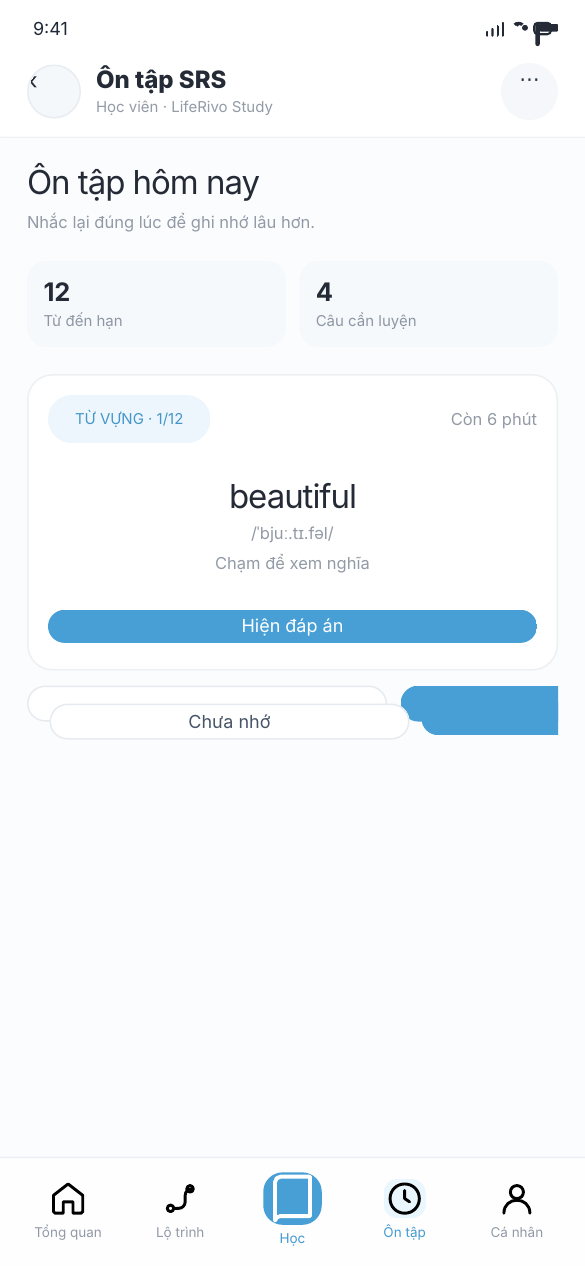 9:41
‹
Ôn tập SRS
Học viên · LifeRivo Study
···
Ôn tập hôm nay
Nhắc lại đúng lúc để ghi nhớ lâu hơn.
12
Từ đến hạn
4
Câu cần luyện
TỪ VỰNG · 1/12
Còn 6 phút
beautiful
/ˈbjuː.tɪ.fəl/
Chạm để xem nghĩa
Hiện đáp án
Chưa nhớ
Tổng quan
Lộ trình
Học
Ôn tập
Cá nhân